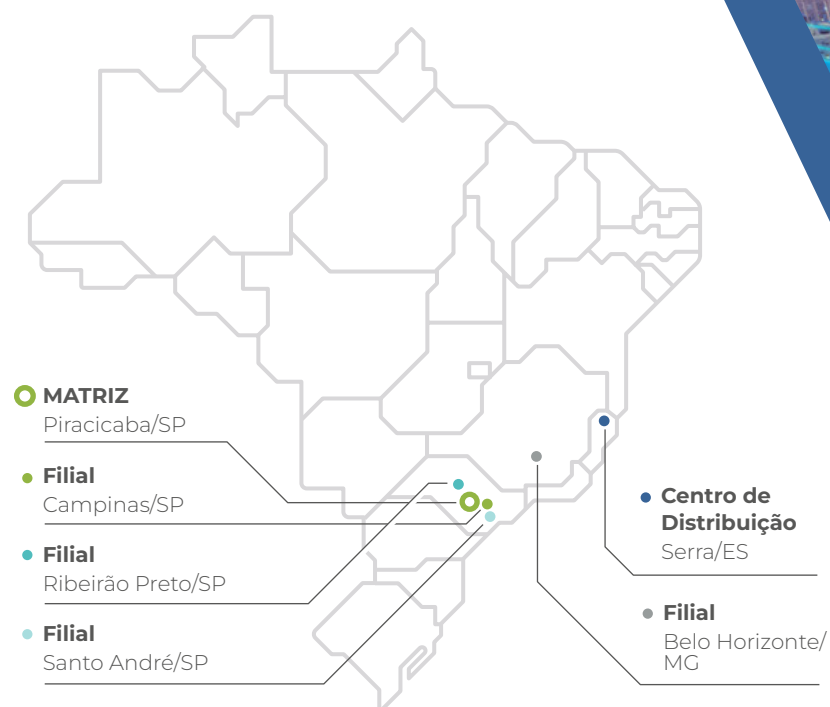 MATRIZ
Piracicaba/SP
Filial
Campinas/SP
Filial
Ribeirão Preto/SP
Filial
Santo André/SP
Centro de
Distribuição
Serra/ES
Filial
Belo Horizonte/
MG